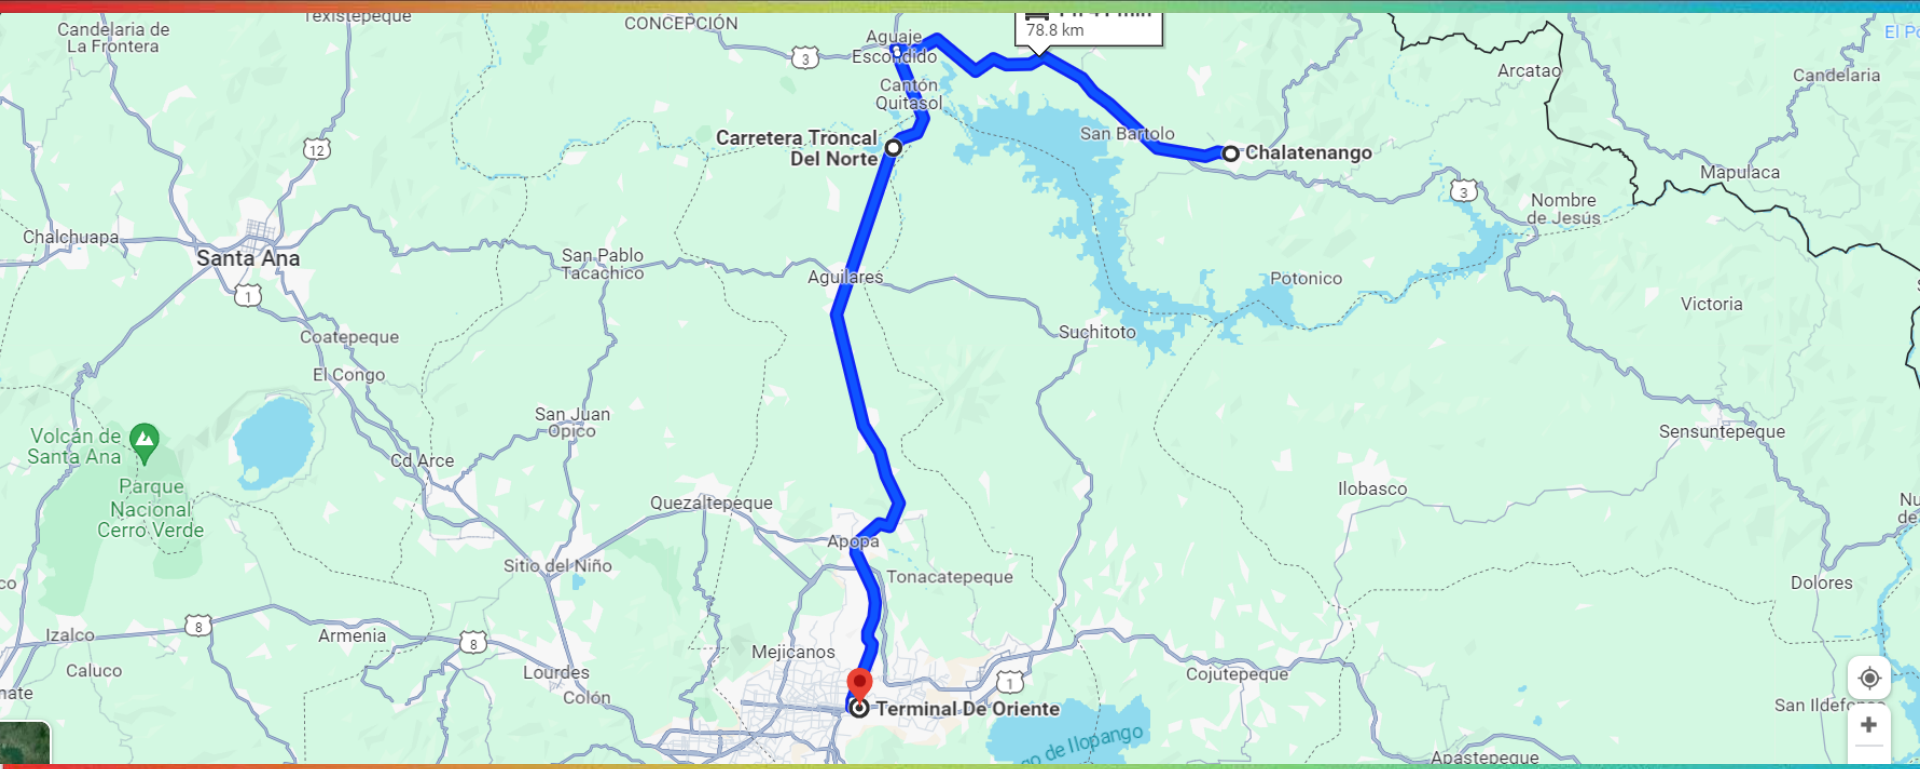 Texistepeque
CONCEPCIÓN
Candelaria de
La Frontera
Aguaje
Escondido
78.8 km
3
El
Arcatao
Candelaria
Cantón
Quitasol
San Bartolo
Carretera Troncal
Del Norte
Chalatenango
12
Mapulaca
3
Nombre
de Jesús
Chalchuapa
Santa Ana
San Pablo
Tacachico
Aguilares
Potonico
1
Victoria
Suchitoto
Coatepeque
El Congo
San Juan
Opico
Volcán de
Santa Ana
Sensuntepeque
Cd Arce
Parque
Nacional
Cerro Verde
Quezaltepeque
Ilobasco
Apopa
Sitio del Niño
Tonacatepeque
Dolores
8
Izalco
Armenia
8
Mejicanos
Caluco
Lourdes
Colón
1
Cojutepeque
Terminal De Oriente
San Ildefonso
de Ilopango
Apastepeque